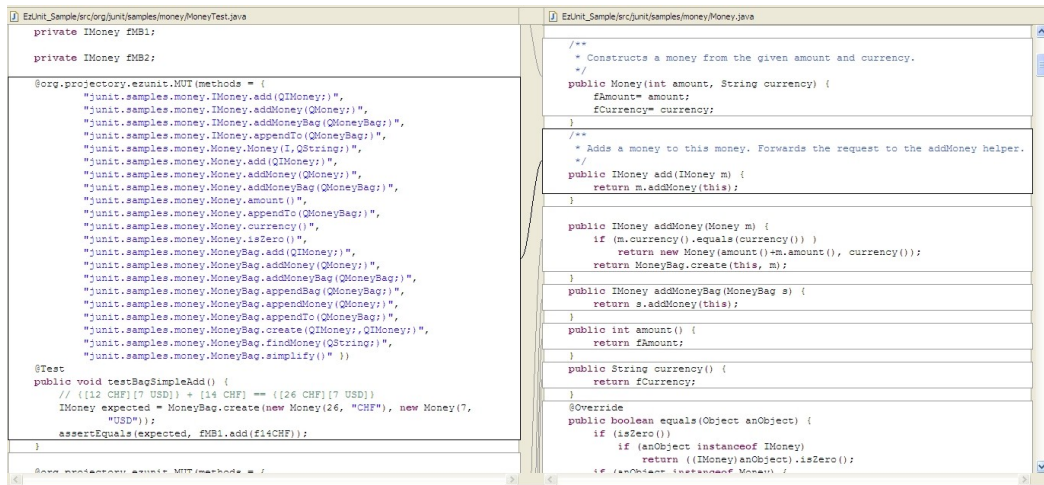 EzUnit_Sample/src/org/junit/samples/money/MoneyTest.java
private IMoney fMB1;
private IMoney fMB2;
@org.projectory.ezunit.MUT(methods = {
"junit.samples.money.IMoney.add(QIMoney;)",
"junit.samples.money.IMoney.addMoney(QMoney;)",
"junit.samples.money.IMoney.addMoneyBag(QMoneyBag;)",
"junit.samples.money.IMoney.appendTo(QMoneyBag;)",
"junit.samples.money.Money.Money(I,QString;)",
"junit.samples.money.Money.add(QIMoney;)",
"junit.samples.money.Money.addMoney(QMoney;)",
"junit.samples.money.Money.addMoneyBag(QMoneyBag;)",
"junit.samples.money.Money.amount()",
"junit.samples.money.Money.appendTo(QMoneyBag;)",
"junit.samples.money.Money.currency()",
"junit.samples.money.Money.isZero()",
"junit.samples.money.MoneyBag.add(QIMoney;)",
"junit.samples.money.MoneyBag.addMoney(QMoney;)",
"junit.samples.money.MoneyBag.addMoneyBag(QMoneyBag;)",
"junit.samples.money.MoneyBag.appendBag(QMoneyBag;)",
"junit.samples.money.MoneyBag.appendMoney(QMoney;)",
"junit.samples.money.MoneyBag.appendTo(QMoneyBag;)",
"junit.samples.money.MoneyBag.create(QIMoney;,QIMoney;)",
"junit.samples.money.MoneyBag.findMoney(QString;)",
"junit.samples.money.MoneyBag.simplify()" })
@Test
public void testBagSimpleAdd() {
// {[12 CHF][7 USD]} + [14 CHF] == {[26 CHF][7 USD]}
IMoney expected = MoneyBag.create(new Money(26, "CHF"), new Money(7,
"USD"));
assertEquals(expected, fMB1.add(f14CHF));
}
@org.projectory.ezunit.MUT(methods = {
EzUnit_Sample/src/junit/samples/money/Money.java
/**
* Constructs a money from the given amount and currency.
*/
public Money(int amount, String currency) {
fAmount= amount;
fCurrency= currency;
}
/**
* Adds a money to this money. Forwards the request to the addMoney helper.
*/
public IMoney add(IMoney m) {
return m.addMoney(this);
}
public IMoney addMoney(Money m) {
if (m.currency().equals(currency()) )
return new Money(amount()+m.amount(), currency());
return MoneyBag.create(this, m);
}
public IMoney addMoneyBag(MoneyBag s) {
return s.addMoney(this);
}
public int amount() {
return fAmount;
}
public String currency() {
return fCurrency;
}
@Override
public boolean equals(Object anObject) {
if (isZero())
if (anObject instanceof IMoney)
return ((IMoney)anObject).isZero();
if (anObject instanceof Money) {